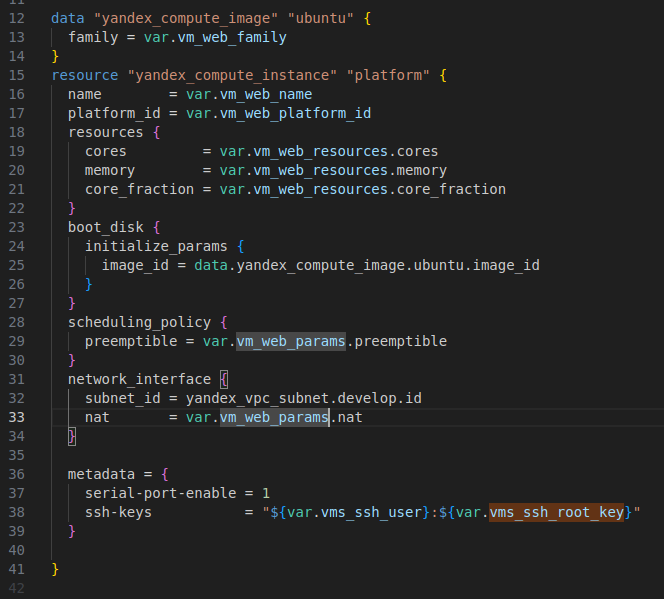 11
12 data "yandex_compute_image" "ubuntu" {
13   family = var.vm_web_family
14 }
15 resource "yandex_compute_instance" "platform" {
16   name        = var.vm_web_name
17   platform_id = var.vm_web_platform_id
18   resources {
19     cores         = var.vm_web_resources.cores
20     memory        = var.vm_web_resources.memory
21     core_fraction = var.vm_web_resources.core_fraction
22   }
23   boot_disk {
24     initialize_params {
25       image_id = data.yandex_compute_image.ubuntu.image_id
26     }
27   }
28   scheduling_policy {
29     preemptible = var.vm_web_params.preemptible
30   }
31   network_interface {
32     subnet_id = yandex_vpc_subnet.develop.id
33     nat       = var.vm_web_params.nat
34   }
35
36   metadata = {
37     serial-port-enable = 1
38     ssh-keys           = "${var.vms_ssh_user}:${var.vms_ssh_root_key}"
39   }
40
41 }
42